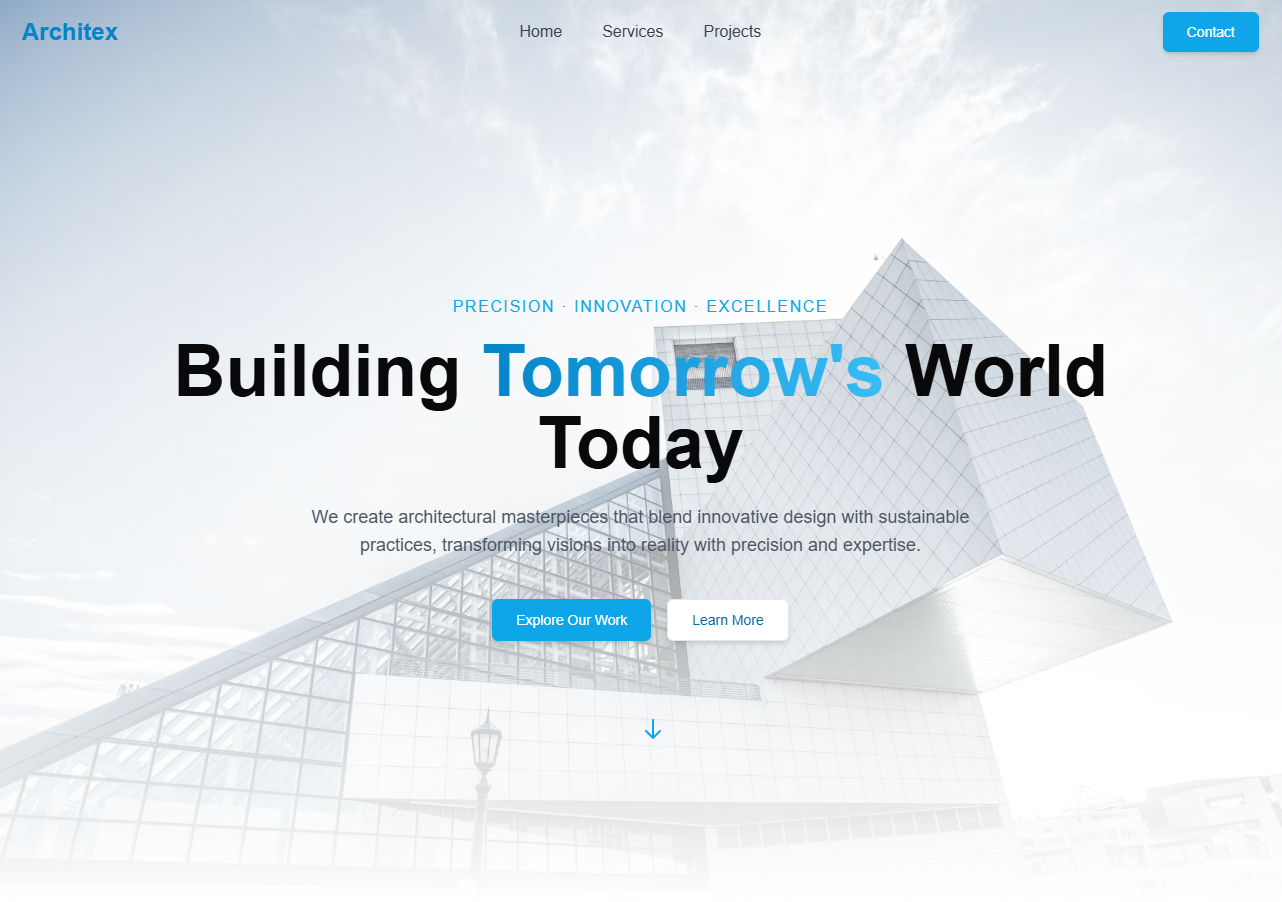 Architex
Home
Services
Projects
Contact
PRECISION · INNOVATION · EXCELLENCE
Building Tomorrow's World
Today
We create architectural masterpieces that blend innovative design with sustainable
practices, transforming visions into reality with precision and expertise.
Explore Our Work
Learn More